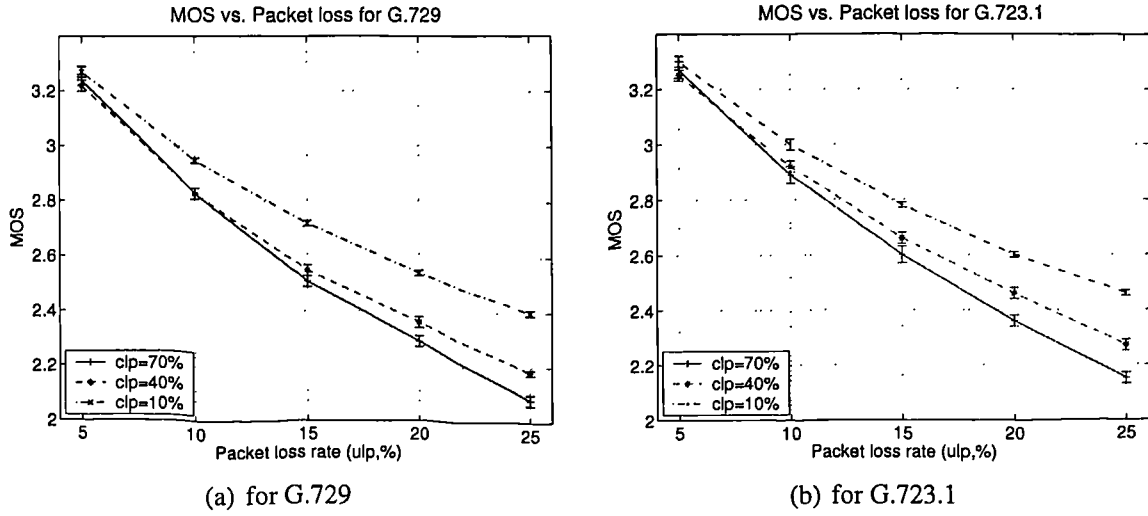 MOS vs. Packet loss for G.729
MOS
3.2
3
2.8
2.6
2.4
2.2
2
clp=70%
clp=40%
clp=10%
5 10 15 20 25
Packet loss rate (ulp,%)
(a) for G.729
MOS vs. Packet loss for G.723.1
MOS
3.2
3
2.8
2.6
2.4
2.2
2
clp=70%
clp=40%
clp=10%
5 10 15 20 25
Packet loss rate (ulp,%)
(b) for G.723.1